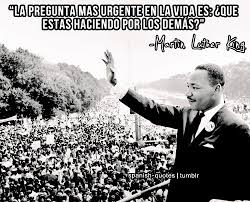 “LA PREGUNTA MAS URGENTE EN LA VIDA ES: ¿QUE
ESTAS HACIENDO POR LOS DEMÁS?”
-Martin Luther King
spanish-quotes | tumblr